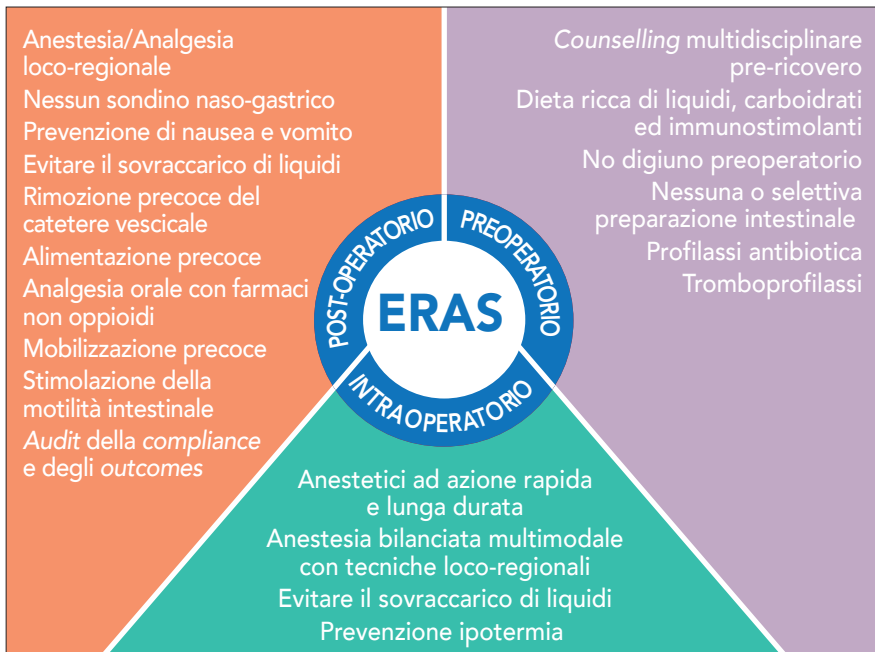 Anestesia/Analgesia
loco-regionale
Nessun sondino naso-gastrico
Prevenzione di nausea e vomito
Evitare il sovraccarico di liquidi
Rimozione precoce del
catetere vescicale
Alimentazione precoce
Analgesia orale con farmaci
non oppioidi
Mobilizzazione precoce
Stimolazione della
motilità intestinale
Audit della compliance
e degli outcomes
Counselling multidisciplinare
pre-ricovero
Dieta ricca di liquidi, carboidrati
ed immunostimolanti
No digiuno preoperatorio
Nessuna o selettiva
preparazione intestinale
Profilassi antibiotica
Tromboprofilassi
POST-OPERATORIO
PREOPERATORIO
ERAS
INTRAOPERATORIO
Anestetici ad azione rapida
e lunga durata
Anestesia bilanciata multimodale
con tecniche loco-regionali
Evitare il sovraccarico di liquidi
Prevenzione ipotermia